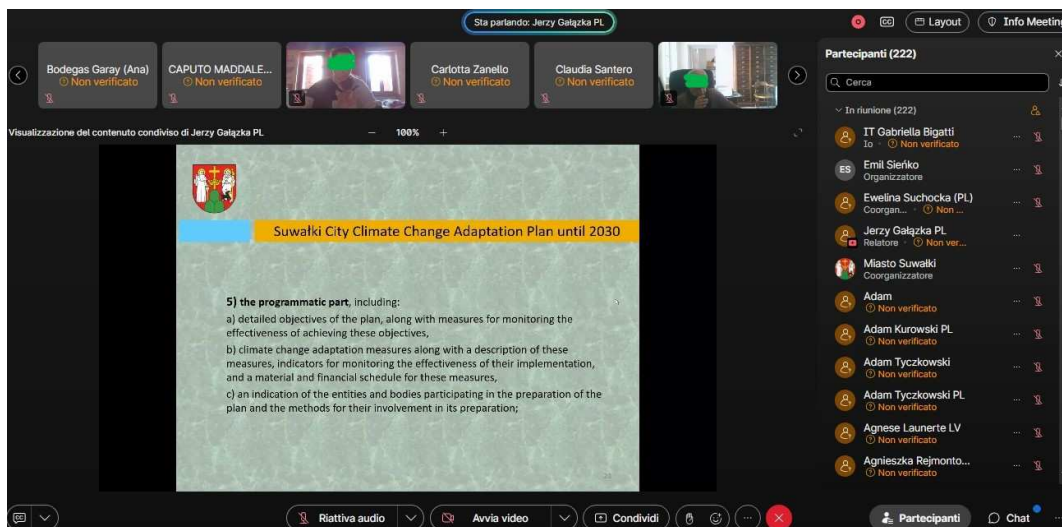 Sta parlando: Jerzy Gałązka PL
CC
Layout
Info Meeting
Bodegas Garay (Ana)
Non verificato
CAPUTO MADDALE...
Non verificato
Carlotta Zanello
Non verificato
Claudia Santero
Non verificato
Visualizzazione del contenuto condiviso di Jerzy Gałązka PL
— 100% +
Suwałki City Climate Change Adaptation Plan until 2030
5) the programmatic part, including:
a) detailed objectives of the plan, along with measures for monitoring the
effectiveness of achieving these objectives,
b) climate change adaptation measures along with a description of these
measures, indicators for monitoring the effectiveness of their implementation,
and a material and financial schedule for these measures,
c) an indication of the entities and bodies participating in the preparation of the
plan and the methods for their involvement in its preparation;
Partecipanti (222)
Cerca
In riunione (222)
IT Gabriella Bigatti
Io · Non verificato
ES
Emil Sieńko
Organizzatore
Ewelina Suchocka (PL)
Coorgan... · Non ...
Jerzy Gałązka PL
Relatore · Non ver...
Miasto Suwałki
Coorganizzatore
Adam
Non verificato
Adam Kurowski PL
Non verificato
Adam Tyczkowski
Non verificato
Adam Tyczkowski PL
Non verificato
Agnese Launerte LV
Non verificato
Agnieszka Rejmonto...
Non verificato
Riattiva audio
Avvia video
Condividi
Partecipanti
Chat